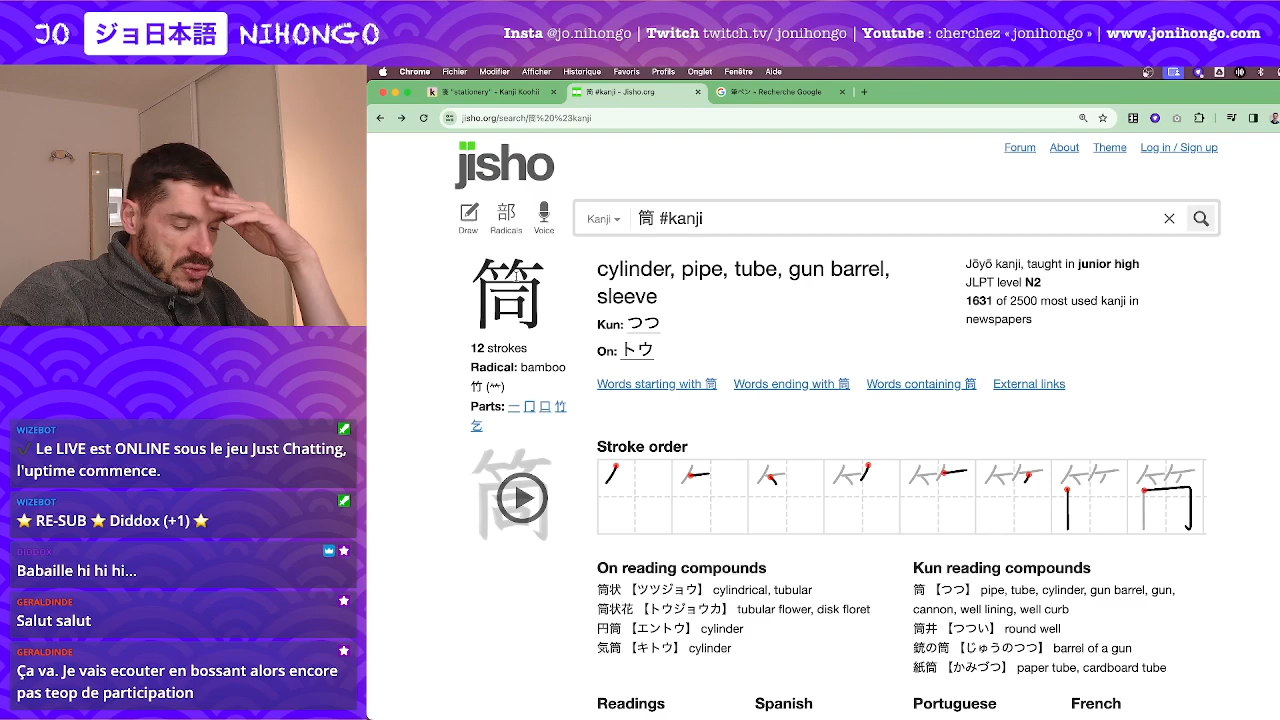 JO ジョ日本語 NIHONGO
Insta @jo.nihongo | Twitch twitch.tv/ jonihongo | Youtube : cherchez « jonihongo » | www.jonihongo.com
Chrome Fichier Modifier Afficher Historique Favoris Profils Onglet Fenêtre Aide
"stationery" - Kanji Koohii
筒 #kanji - Jisho.org
筆ペン - Recherche Google
jisho.org/search/筒%20%23kanji
jisho
Forum About Theme Log in / Sign up
Draw Radicals Voice
部
Kanji 筒 #kanji
筒
12 strokes
Radical: bamboo
竹 (⺮)
Parts: 一 冂 口 竹
乞
cylinder, pipe, tube, gun barrel,
sleeve
Kun: つつ
On: トウ
Jōyō kanji, taught in junior high
JLPT level N2
1631 of 2500 most used kanji in
newspapers
Words starting with 筒 Words ending with 筒 Words containing 筒 External links
Stroke order
筒
On reading compounds
筒状 【ツツジョウ】 cylindrical, tubular
筒状花 【トウジョウカ】 tubular flower, disk floret
円筒 【エントウ】 cylinder
気筒 【キトウ】 cylinder
Kun reading compounds
筒 【つつ】 pipe, tube, cylinder, gun barrel, gun,
cannon, well lining, well curb
筒井 【つつい】 round well
銃の筒 【じゅうのつつ】 barrel of a gun
紙筒 【かみづつ】 paper tube, cardboard tube
Readings Spanish Portuguese French
WIZEBOT
Le LIVE est ONLINE sous le jeu Just Chatting,
l'uptime commence.
WIZEBOT
RE-SUB Diddox (+1)
DIDDOX
Babaille hi hi hi...
GERALDINDE
Salut salut
GERALDINDE
Ça va. Je vais ecouter en bossant alors encore
pas teop de participation